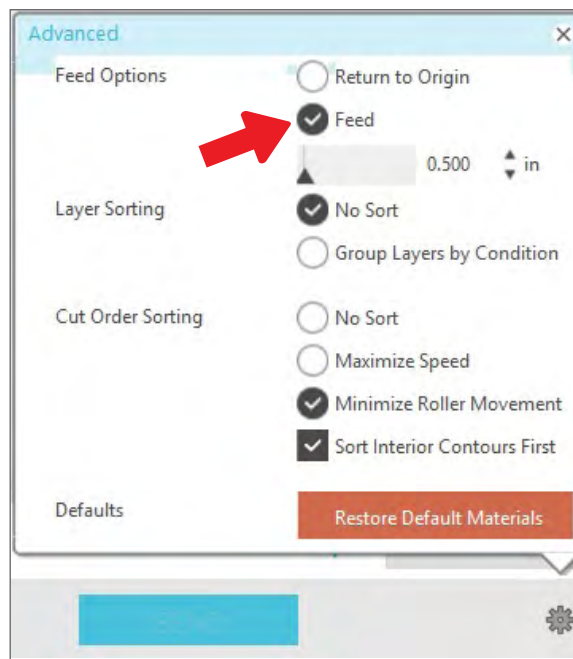 Advanced
Feed Options
Return to Origin
Feed
0.500 in
Layer Sorting
No Sort
Group Layers by Condition
Cut Order Sorting
No Sort
Maximize Speed
Minimize Roller Movement
Sort Interior Contours First
Defaults
Restore Default Materials